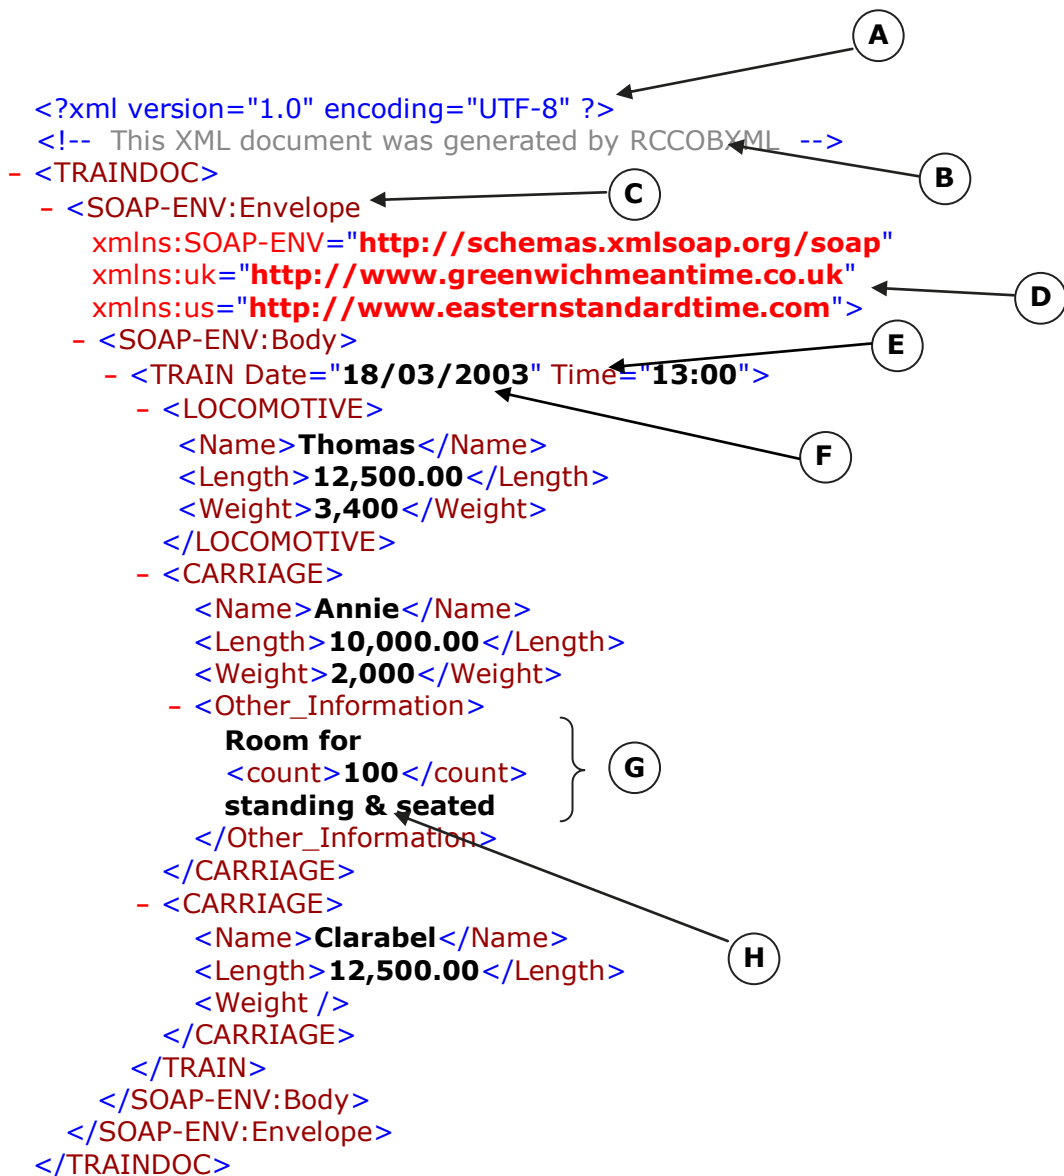 A
<?xml version="1.0" encoding="UTF-8" ?>
<!-- This XML document was generated by RCCOBXML -->
B
- <TRAINDOC>
C
- <SOAP-ENV:Envelope
xmlns:SOAP-ENV="http://schemas.xmlsoap.org/soap"
xmlns:uk="http://www.greenwichmeantime.co.uk"
D
xmlns:us="http://www.easternstandardtime.com">
- <SOAP-ENV:Body>
E
- <TRAIN Date="18/03/2003" Time="13:00">
- <LOCOMOTIVE>
<Name>Thomas</Name>
F
<Length>12,500.00</Length>
<Weight>3,400</Weight>
</LOCOMOTIVE>
- <CARRIAGE>
<Name>Annie</Name>
<Length>10,000.00</Length>
<Weight>2,000</Weight>
- <Other_Information>
Room for
<count>100</count>
G
standing & seated
</Other_Information>
</CARRIAGE>
- <CARRIAGE>
<Name>Clarabel</Name>
H
<Length>12,500.00</Length>
<Weight />
</CARRIAGE>
</TRAIN>
</SOAP-ENV:Body>
</SOAP-ENV:Envelope>
</TRAINDOC>